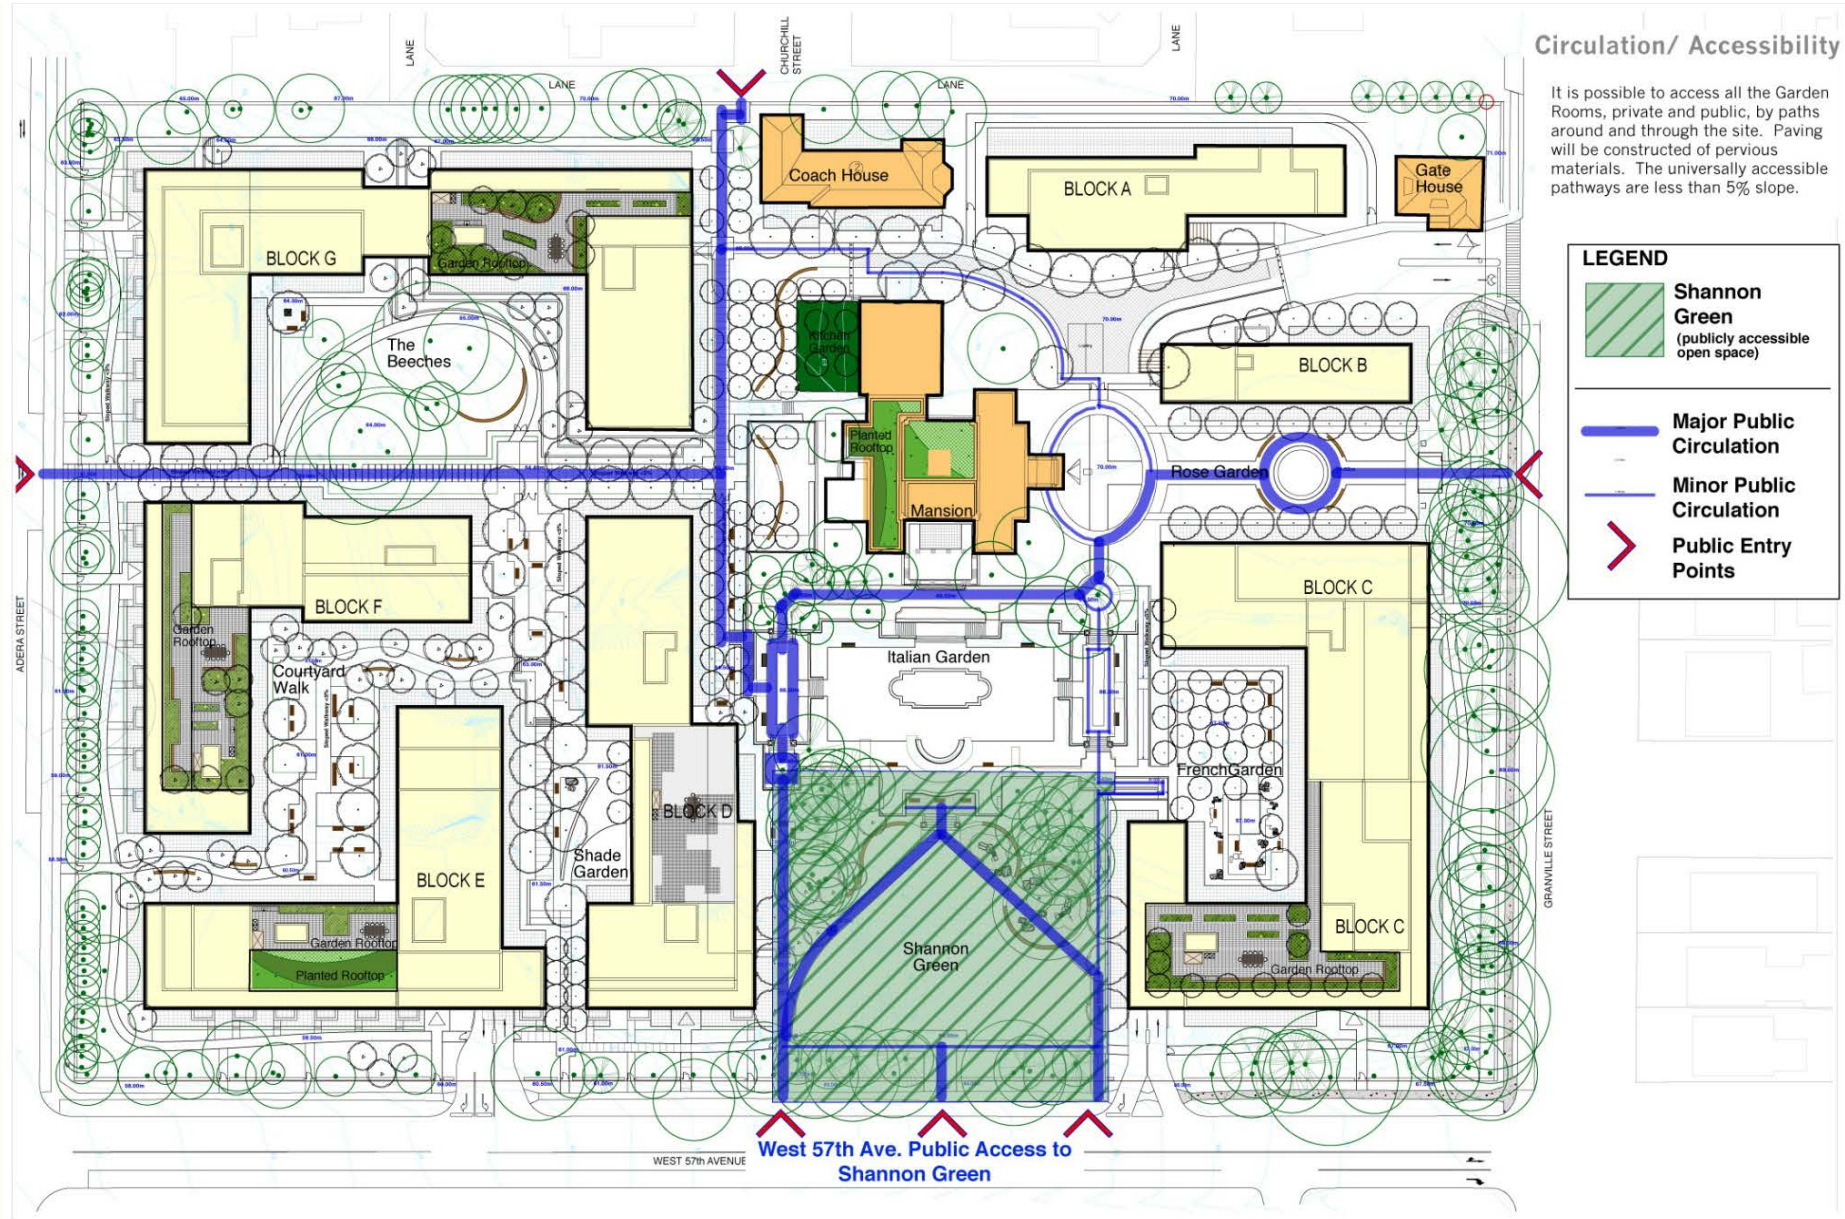 LANE
CHURCHILL
STREET
LANE
LANE
LANE
Circulation/ Accessibility
It is possible to access all the Garden
Rooms, private and public, by paths
around and through the site. Paving
will be constructed of pervious
materials. The universally accessible
pathways are less than 5% slope.
Coach House
BLOCK A
Gate
House
BLOCK G
Garden Rooftop
LEGEND
Shannon
Green
(publicly accessible
open space)
Major Public
Circulation
Minor Public
Circulation
Public Entry
Points
The
Beeches
Kitchen
Garden
BLOCK B
Planted
Rooftop
Rose Garden
Mansion
BLOCK F
BLOCK C
Garden
Rooftop
Courtyard
Walk
Italian Garden
ADERA STREET
FrenchGarden
BLOCK D
Shade
Garden
BLOCK E
GRANVILLE STREET
BLOCK C
Shannon
Green
Garden Rooftop
Planted Rooftop
Garden Rooftop
WEST 57th AVENUE
West 57th Ave. Public Access to
Shannon Green